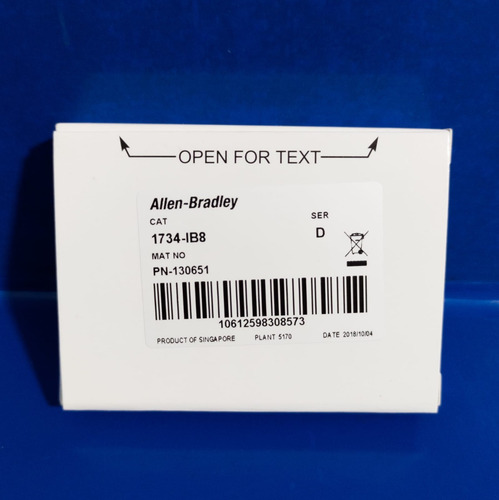 OPEN FOR TEXT
Allen-Bradley
CAT SER
1734-IB8 D
MAT NO
PN-130651
10612598308573
PRODUCT OF SINGAPORE PLANT 5170 DATE 2018/10/04